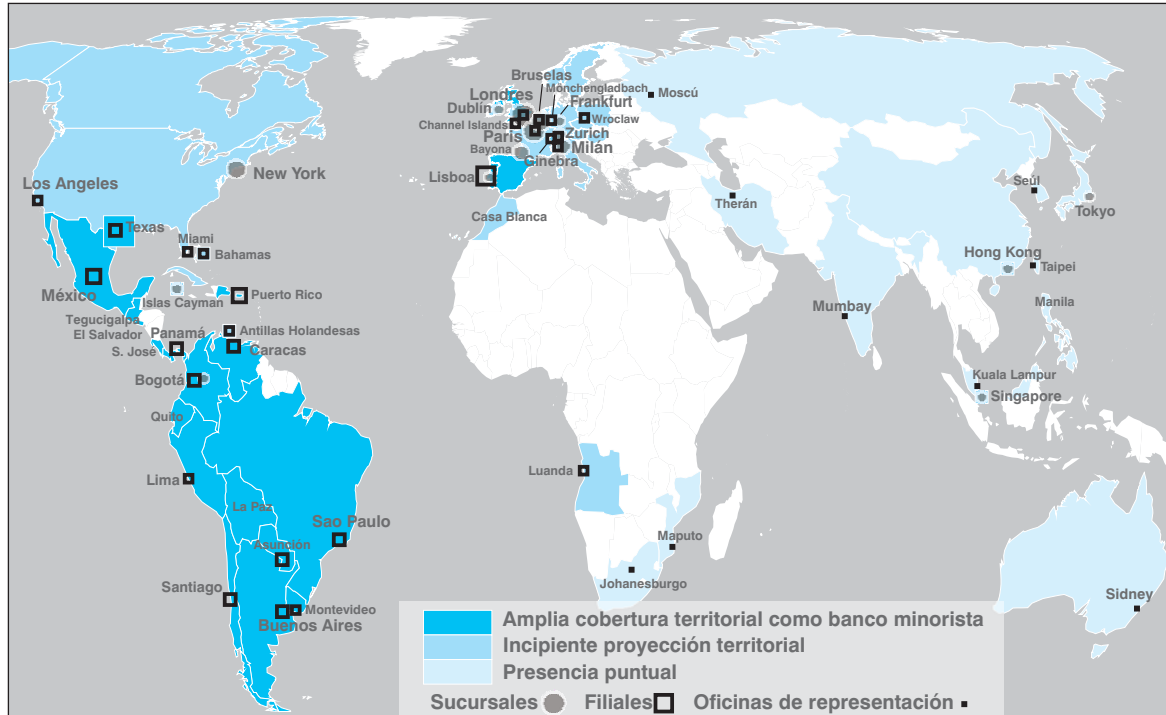 Bruselas
Mönchengladbach
Londres
Frankfurt
Dublín
Moscú
Channel Islands
Wroclaw
París
Zurich
Bayona
Milán
Ginebra
New York
Lisboa
Los Angeles
Seúl
Therán
Tokyo
Casa Blanca
Texas
Miami
Bahamas
Hong Kong
Taipei
México
Islas Cayman
Puerto Rico
Manila
Mumbay
Tegucigalpa
El Salvador
Panamá
Antillas Holandesas
S. José
Caracas
Kuala Lampur
Bogotá
Singapore
Quito
Luanda
Lima
La Paz
Sao Paulo
Asunción
Maputo
Johanesburgo
Santiago
Sidney
Montevideo
Buenos Aires
Amplia cobertura territorial como banco minorista
Incipiente proyección territorial
Presencia puntual
Sucursales Filiales Oficinas de representación